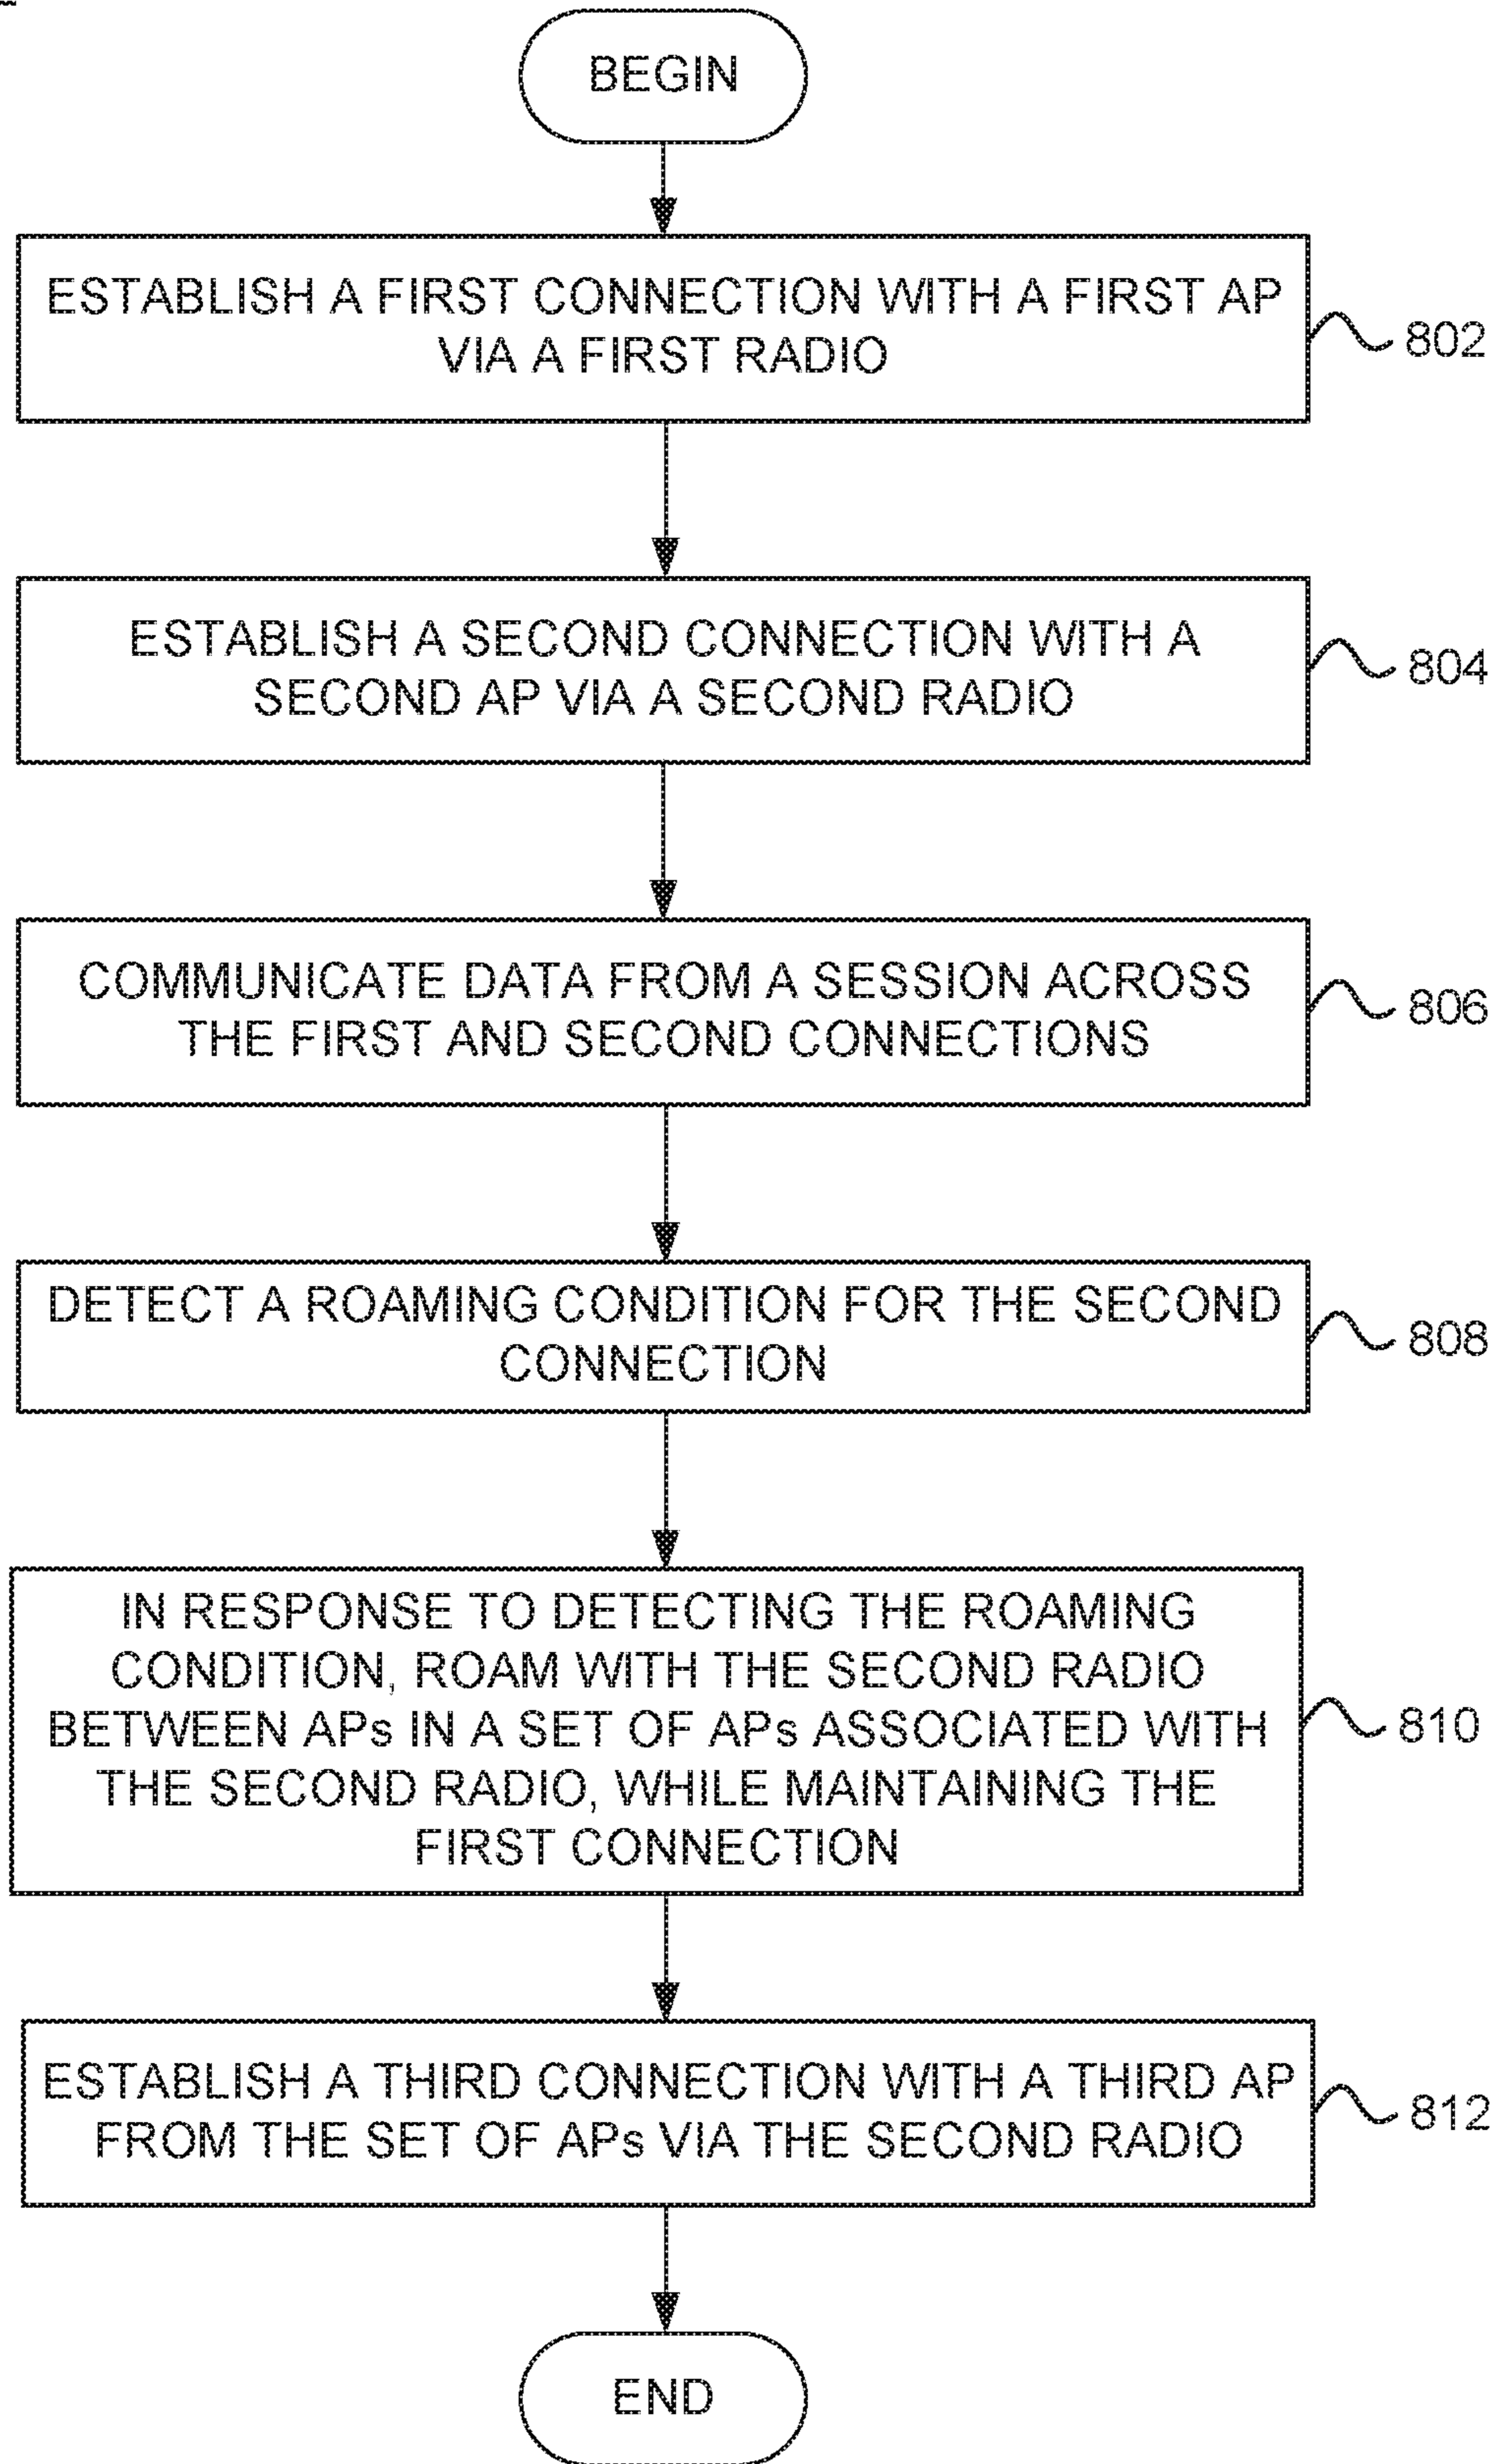 BEGIN
ESTABLISH A FIRST CONNECTION WITH A FIRST AP
VIA A FIRST RADIO
802
ESTABLISH A SECOND CONNECTION WITH A
SECOND AP VIA A SECOND RADIO
804
COMMUNICATE DATA FROM A SESSION ACROSS
THE FIRST AND SECOND CONNECTIONS
806
DETECT A ROAMING CONDITION FOR THE SECOND
CONNECTION
808
IN RESPONSE TO DETECTING THE ROAMING
CONDITION, ROAM WITH THE SECOND RADIO
BETWEEN APs IN A SET OF APs ASSOCIATED WITH
THE SECOND RADIO, WHILE MAINTAINING THE
FIRST CONNECTION
810
ESTABLISH A THIRD CONNECTION WITH A THIRD AP
FROM THE SET OF APs VIA THE SECOND RADIO
812
END